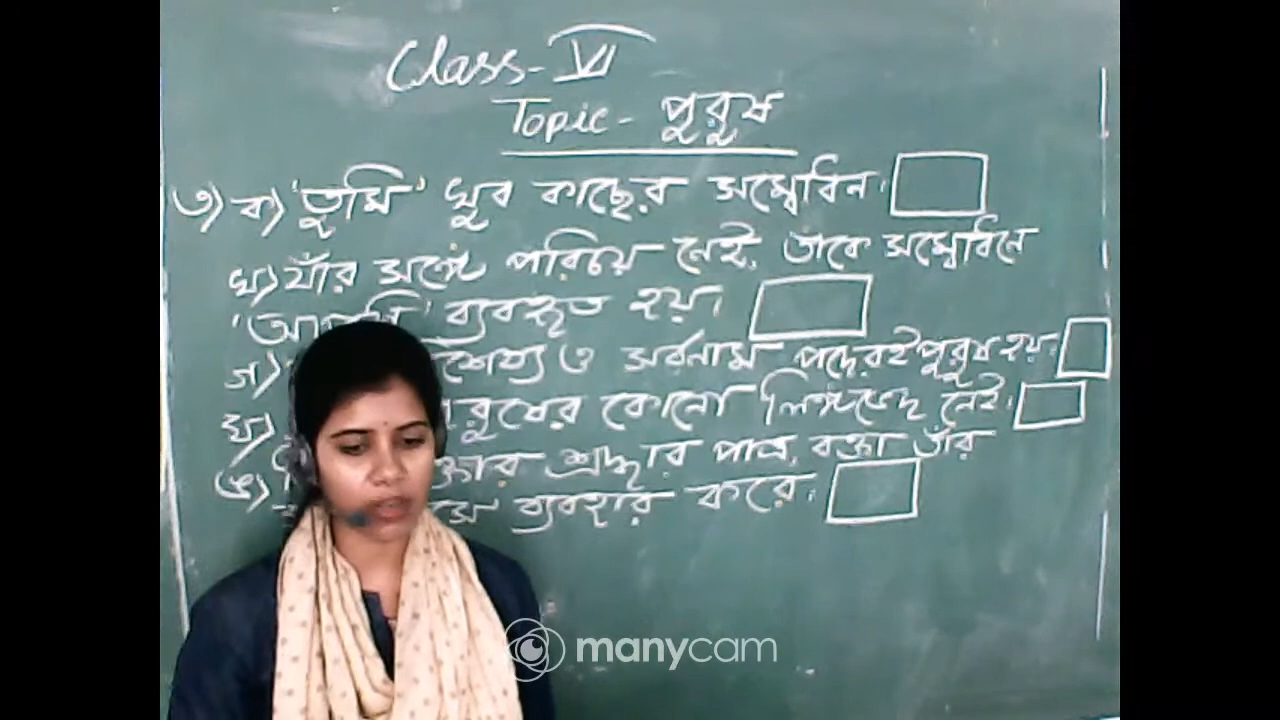 Class-VI
Topic- পুরুষ
৩) ক) 'তুমি' খুব কাছের সম্বোধন।
খ) যাঁর সঙ্গে পরিচয় নেই, তাঁকে সম্বোধনে
ব্যবহৃত হয়।
গ) ও সর্বনাম পদেরই পুরুষ হয়।
ঘ) কোনো লিঙ্গভেদ নেই।
ঙ) শ্রদ্ধার পাত্র, বক্তা তাঁর
ব্যবহার করে।
manycam